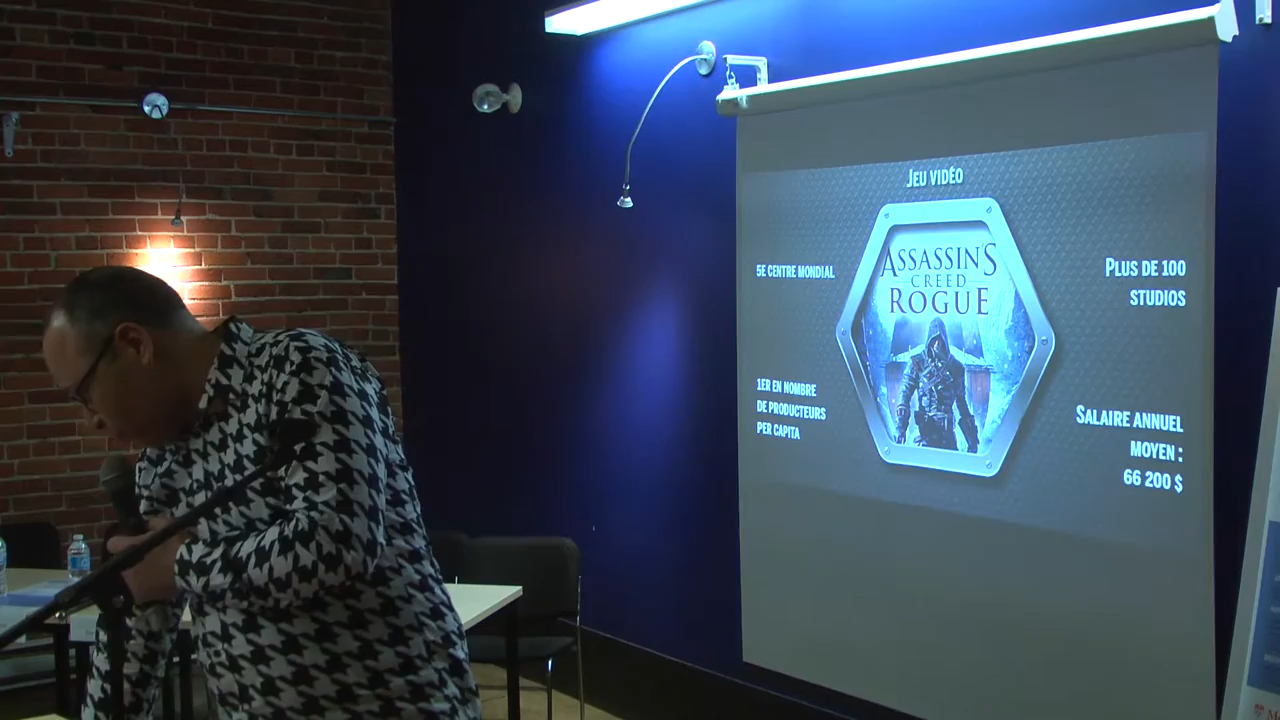 Jeu vidéo
5e centre mondial
Assassin's
Creed
Rogue
Plus de 100
studios
1er en nombre
de producteurs
per capita
Salaire annuel
moyen :
66 200 $